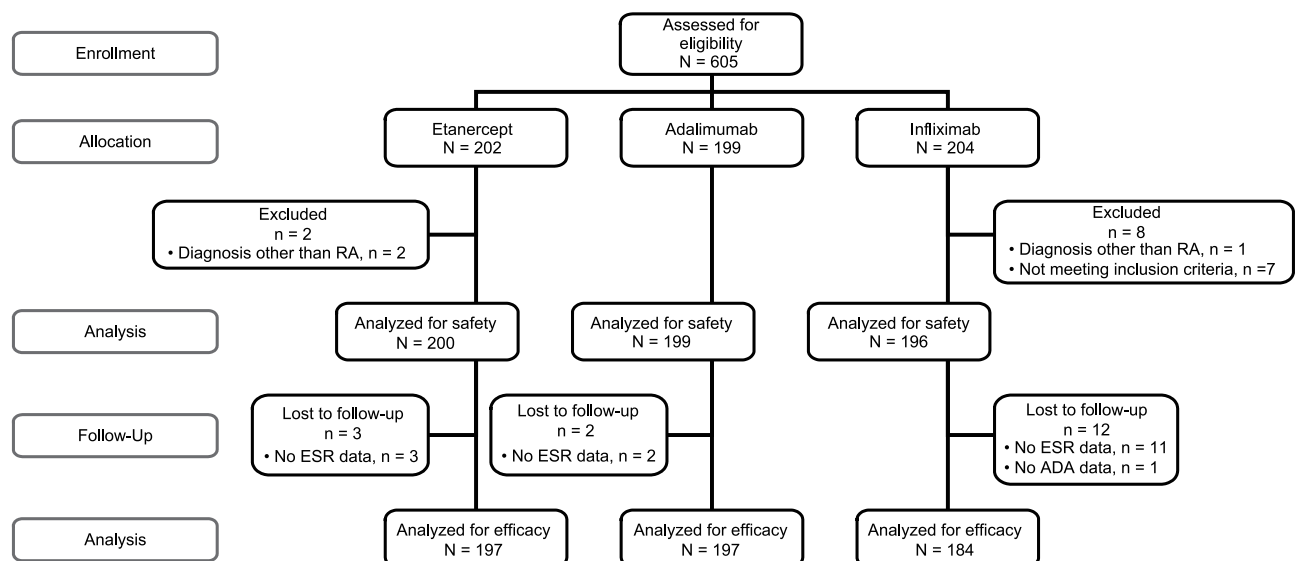 Enrollment
Assessed for
eligibility
N = 605
Allocation
Etanercept
N = 202
Adalimumab
N = 199
Infliximab
N = 204
Excluded
n = 2
• Diagnosis other than RA, n = 2
Excluded
n = 8
• Diagnosis other than RA, n = 1
• Not meeting inclusion criteria, n =7
Analysis
Analyzed for safety
N = 200
Analyzed for safety
N = 199
Analyzed for safety
N = 196
Follow-Up
Lost to follow-up
n = 3
• No ESR data, n = 3
Lost to follow-up
n = 2
• No ESR data, n = 2
Lost to follow-up
n = 12
• No ESR data, n = 11
• No ADA data, n = 1
Analysis
Analyzed for efficacy
N = 197
Analyzed for efficacy
N = 197
Analyzed for efficacy
N = 184